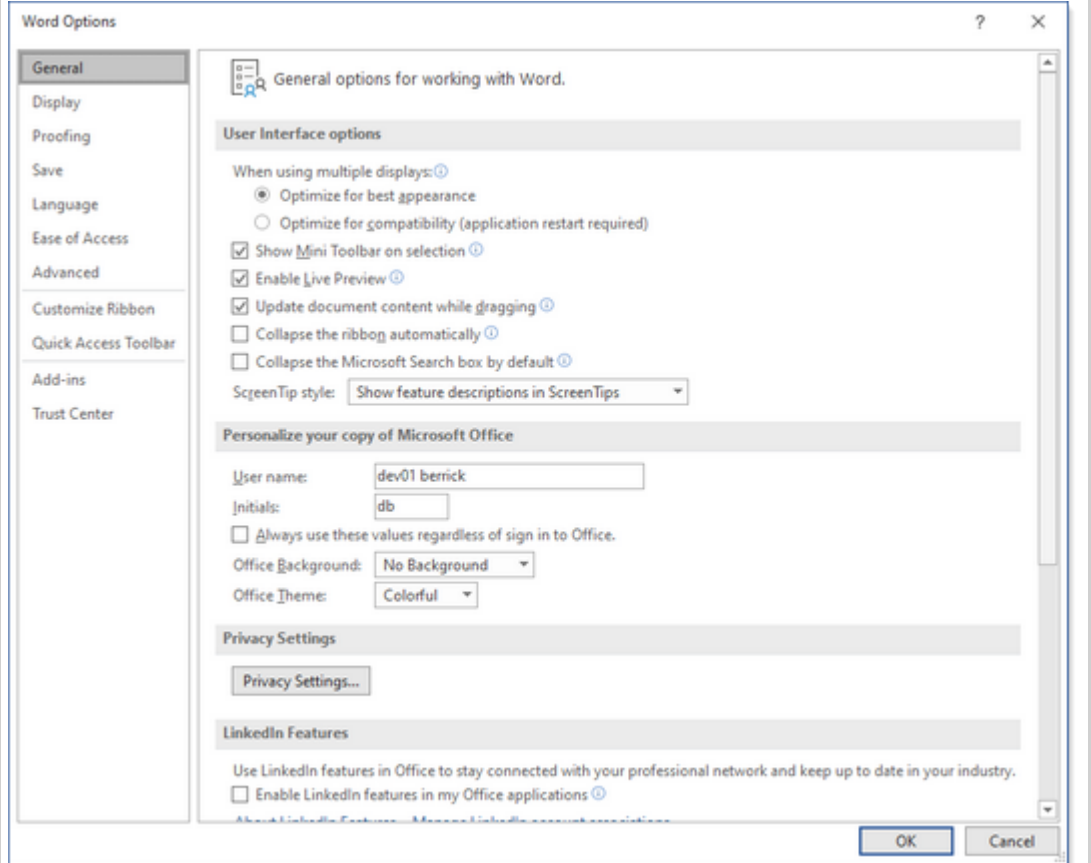 Word Options
?
General
Display
Proofing
Save
Language
Ease of Access
Advanced
Customize Ribbon
Quick Access Toolbar
Add-ins
Trust Center
General options for working with Word.
User Interface options
When using multiple displays:
Optimize for best appearance
Optimize for compatibility (application restart required)
Show Mini Toolbar on selection
Enable Live Preview
Update document content while dragging
Collapse the ribbon automatically
Collapse the Microsoft Search box by default
ScreenTip style: Show feature descriptions in ScreenTips
Personalize your copy of Microsoft Office
User name: dev01 berrick
Initials: db
Always use these values regardless of sign in to Office.
Office Background: No Background
Office Theme: Colorful
Privacy Settings
Privacy Settings...
LinkedIn Features
Use LinkedIn features in Office to stay connected with your professional network and keep up to date in your industry.
Enable LinkedIn features in my Office applications
About LinkedIn Features Manage LinkedIn account associations
OK Cancel